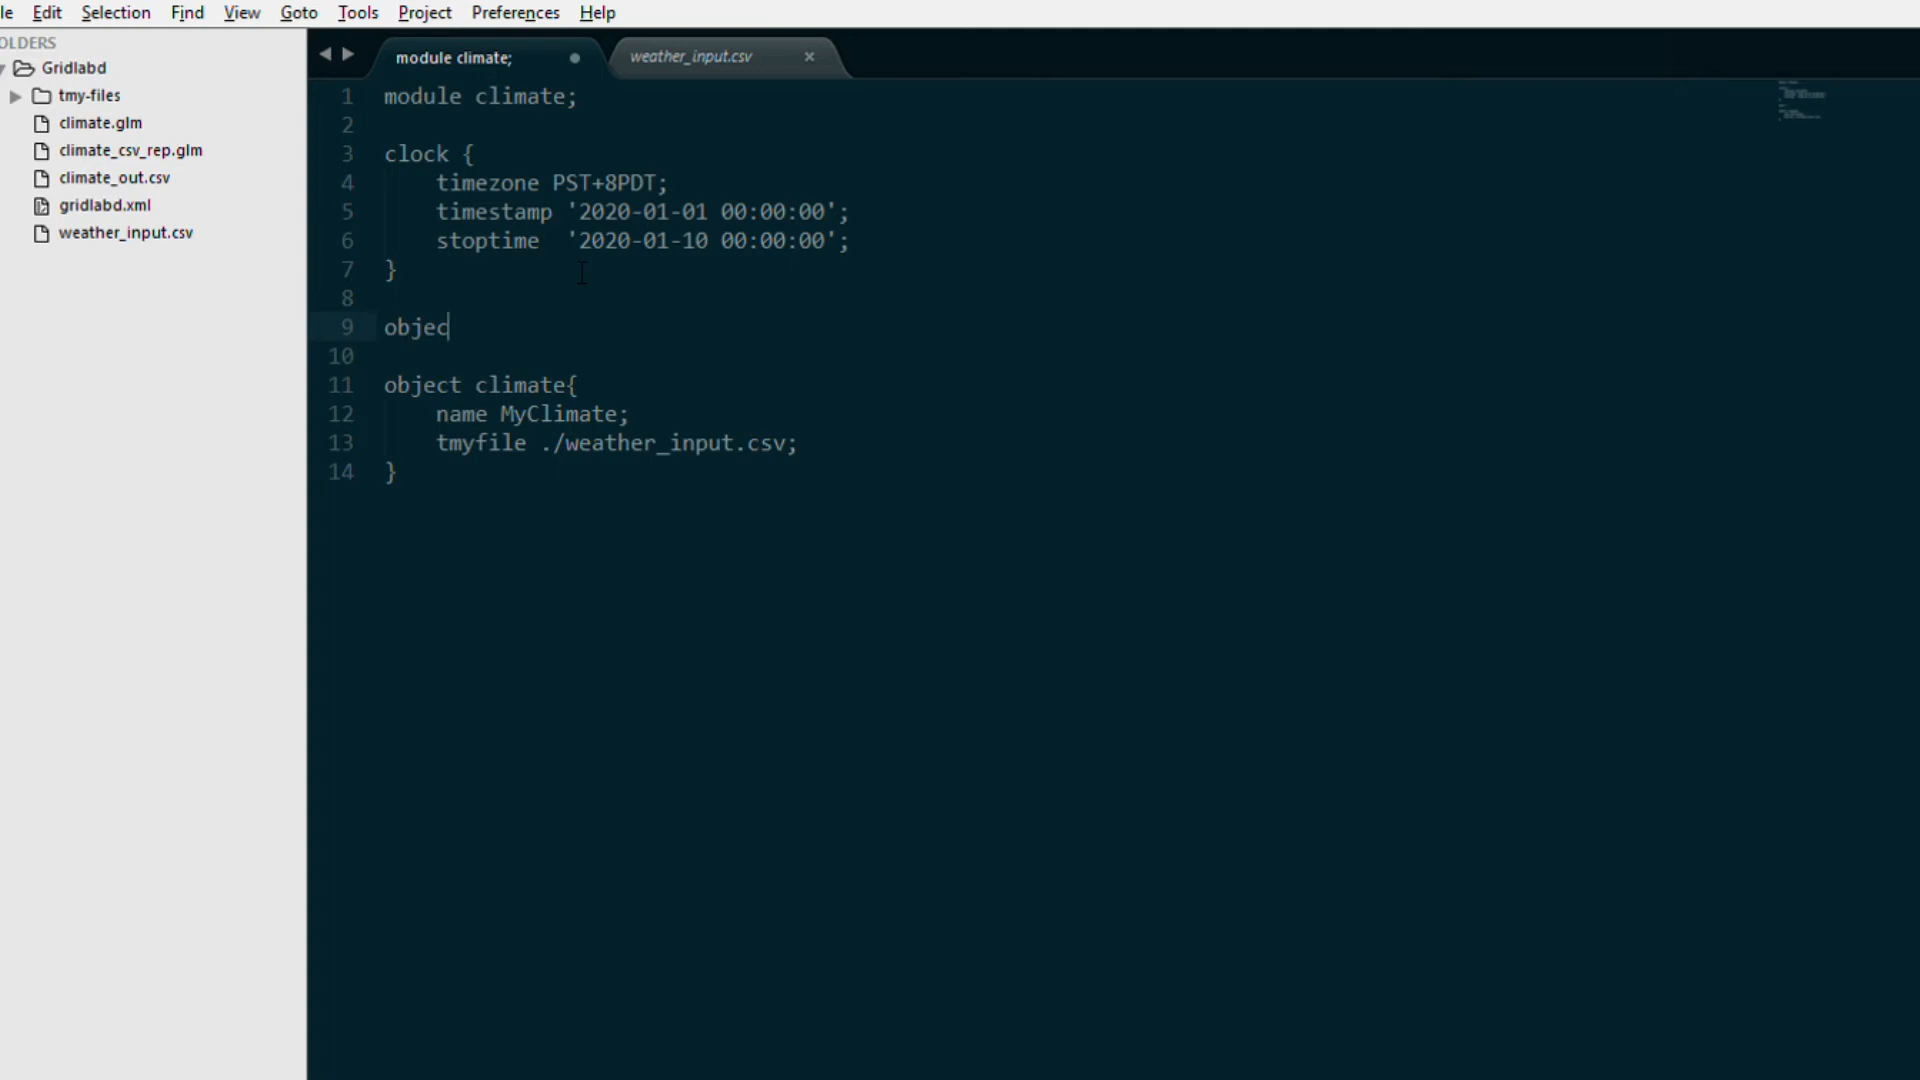 le Edit Selection Find View Goto Tools Project Preferences Help
OLDERS
Gridlabd
tmy-files
climate.glm
climate_csv_rep.glm
climate_out.csv
gridlabd.xml
weather_input.csv
module climate; weather_input.csv
1 module climate;
2
3 clock {
4 timezone PST+8PDT;
5 timestamp '2020-01-01 00:00:00';
6 stoptime '2020-01-10 00:00:00';
7 }
8
9 objec
10
11 object climate{
12 name MyClimate;
13 tmyfile ./weather_input.csv;
14 }